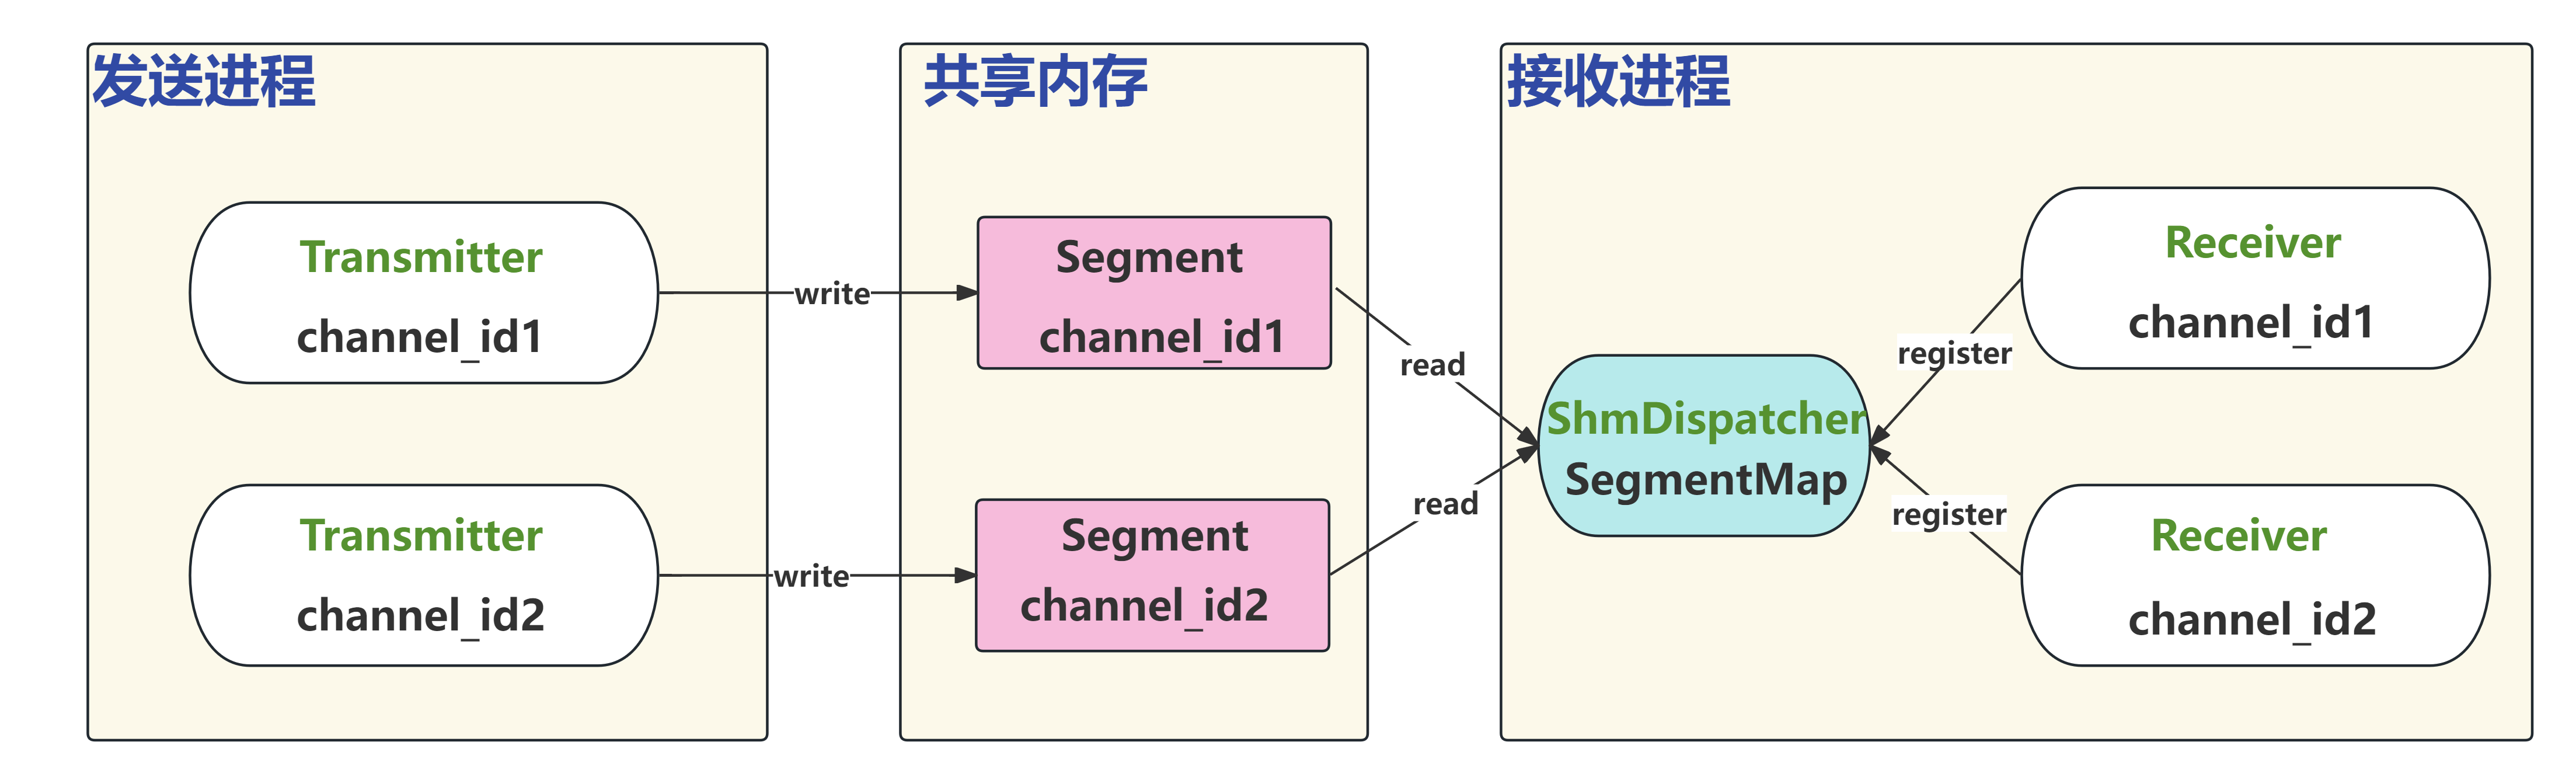 发送进程
Transmitter
channel_id1
write
Transmitter
channel_id2
write
共享内存
Segment
channel_id1
read
Segment
channel_id2
read
接收进程
ShmDispatcher
SegmentMap
Receiver
channel_id1
register
Receiver
channel_id2
register